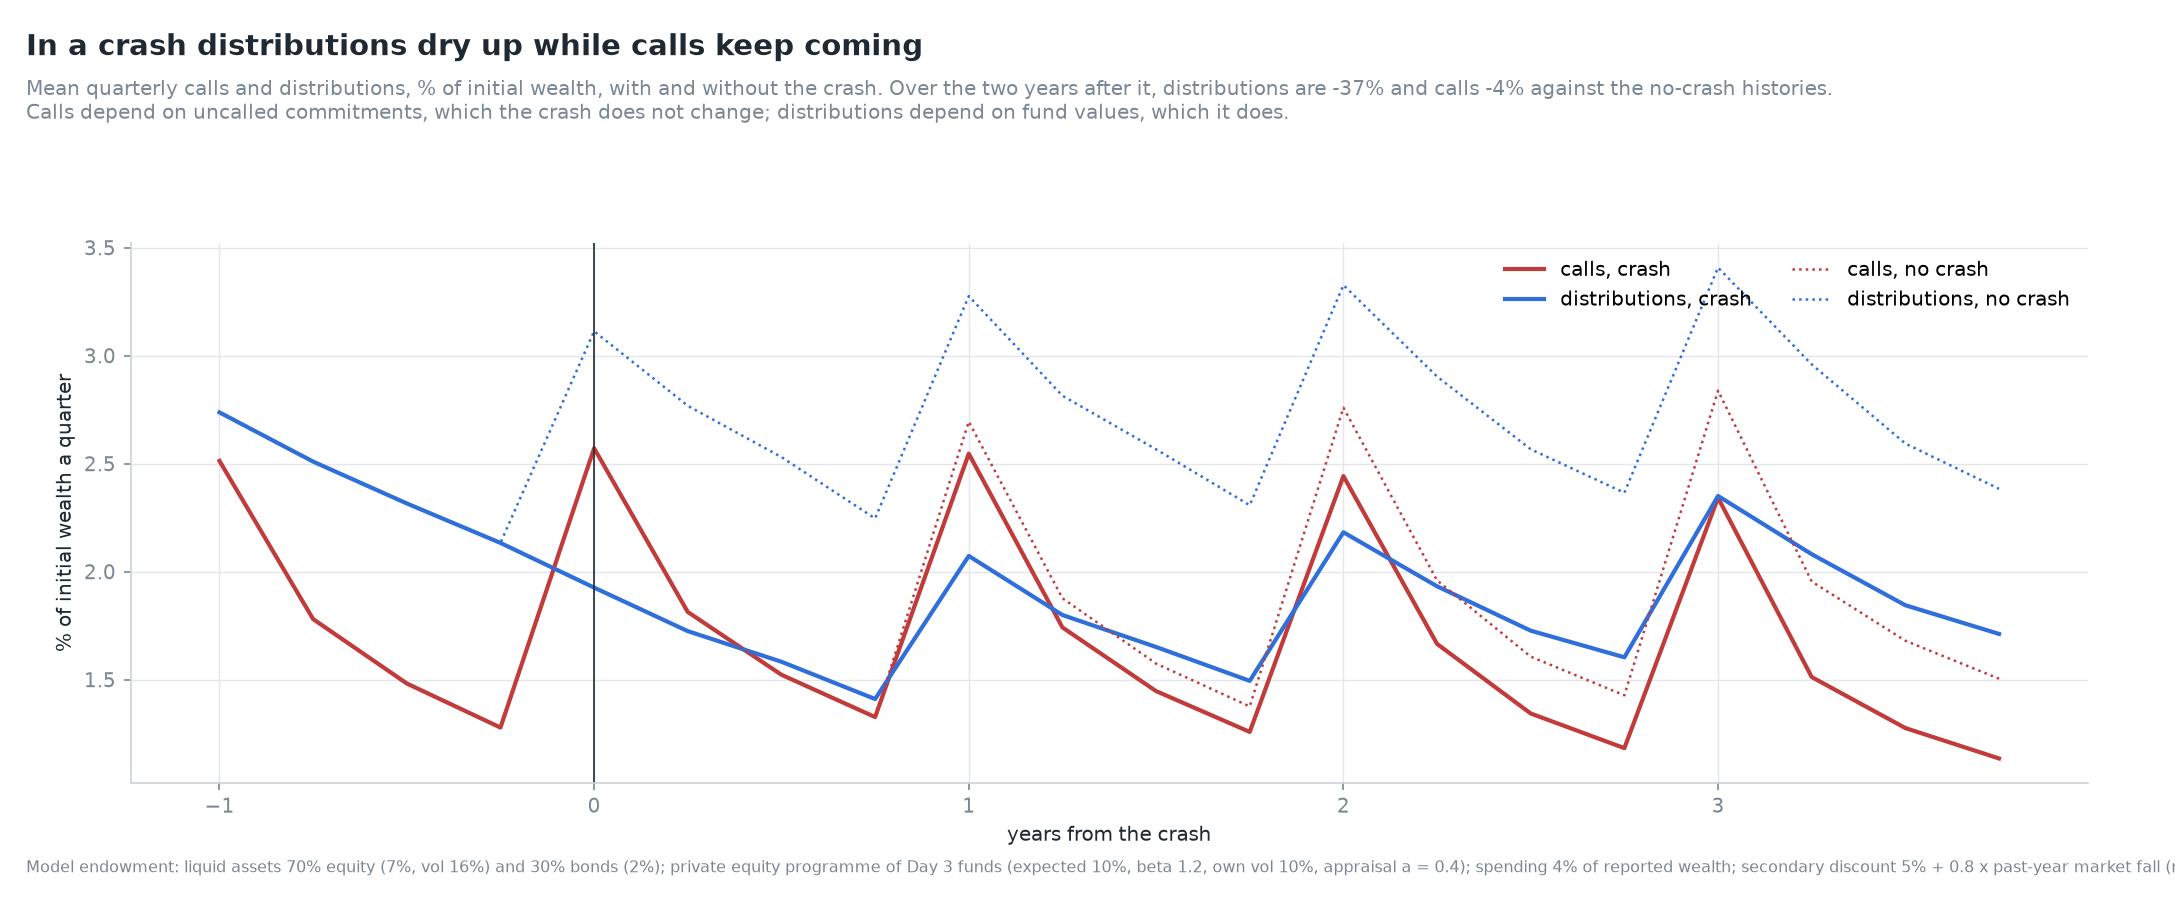 In a crash distributions dry up while calls keep coming
Mean quarterly calls and distributions, % of initial wealth, with and without the crash. Over the two years after it, distributions are -37% and calls -4% against the no-crash histories.
Calls depend on uncalled commitments, which the crash does not change; distributions depend on fund values, which it does.
3.5
3.0
2.5
2.0
1.5
% of initial wealth a quarter
calls, crash
distributions, crash
calls, no crash
distributions, no crash
−1
0
1
2
3
years from the crash
Model endowment: liquid assets 70% equity (7%, vol 16%) and 30% bonds (2%); private equity programme of Day 3 funds (expected 10%, beta 1.2, own vol 10%, appraisal a = 0.4); spending 4% of reported wealth; secondary discount 5% + 0.8 x past-year market fall